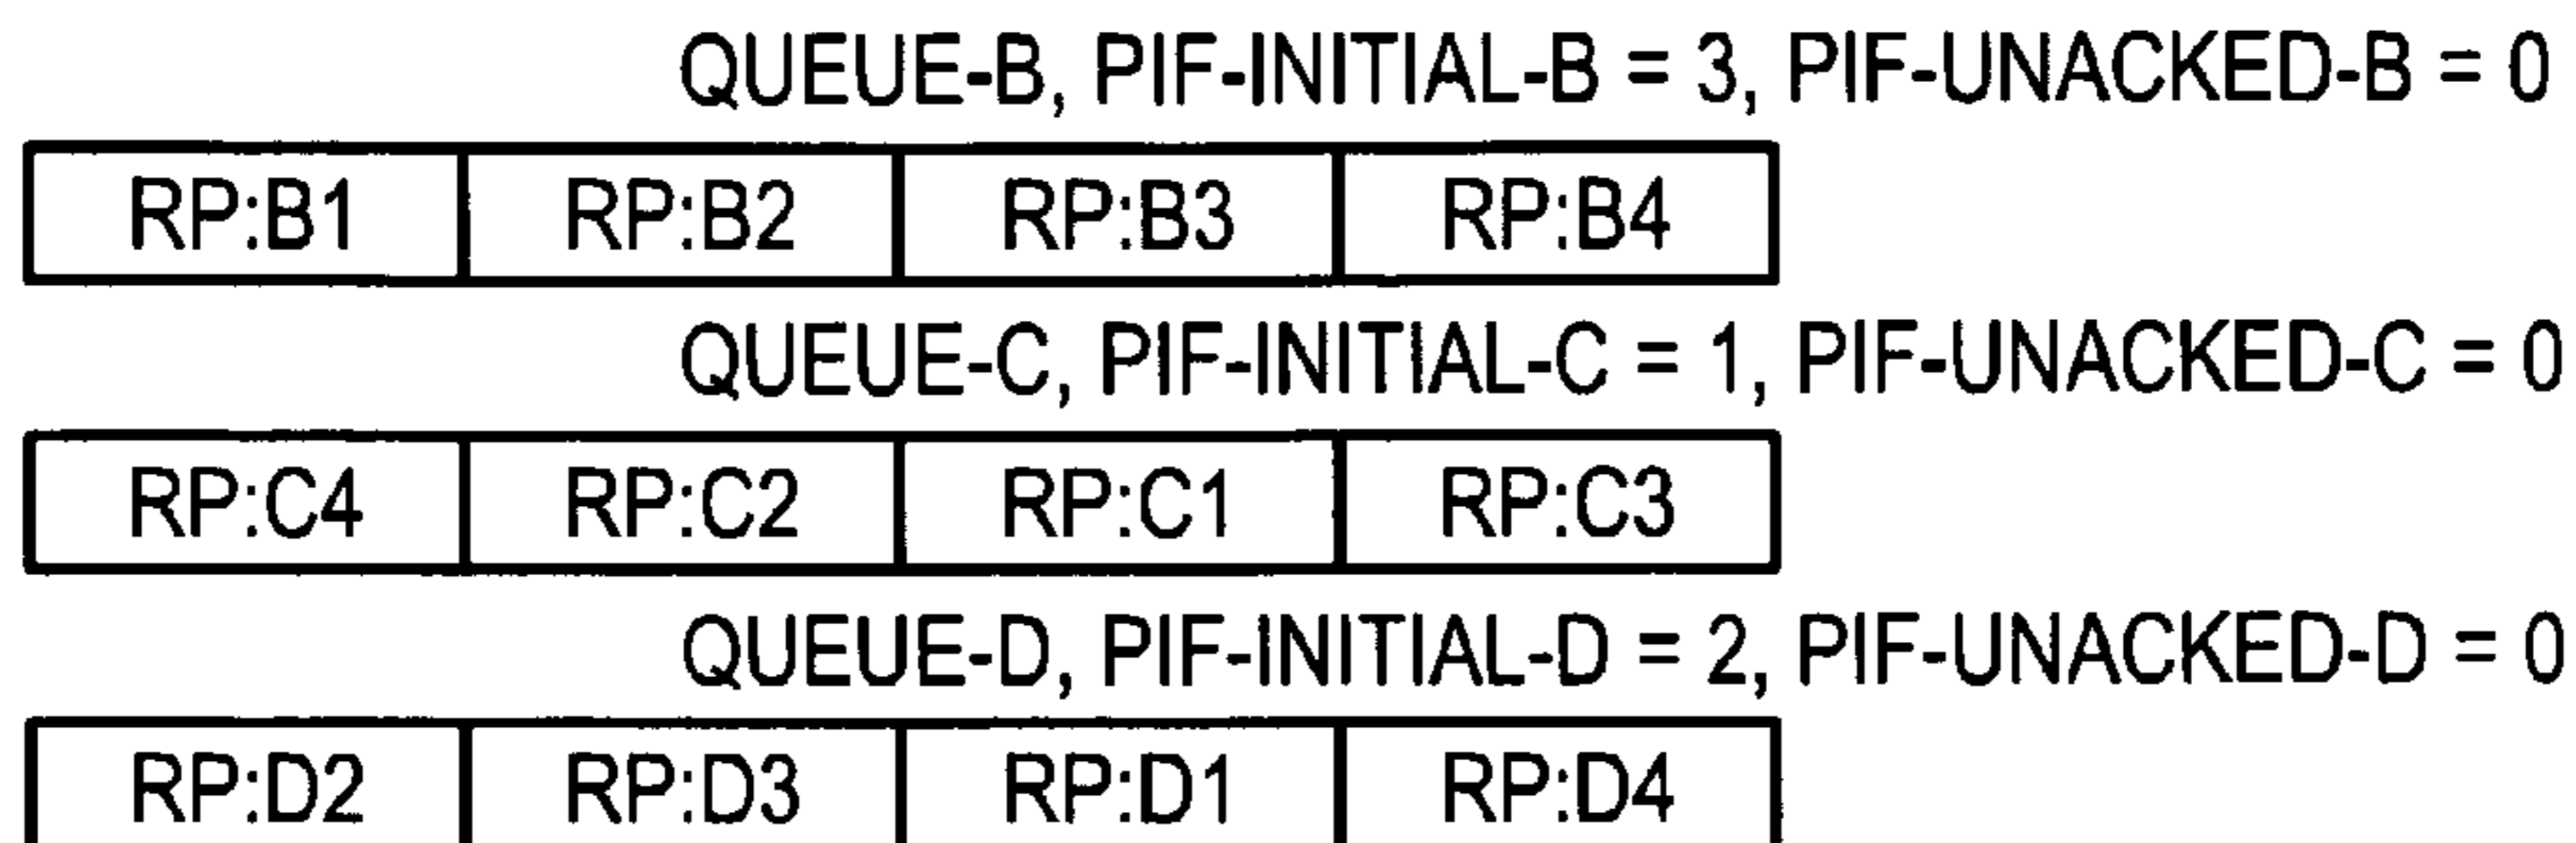 QUEUE-B, PIF-INITIAL-B = 3, PIF-UNACKED-B = 0
RP:B1 RP:B2 RP:B3 RP:B4
QUEUE-C, PIF-INITIAL-C = 1, PIF-UNACKED-C = 0
RP:C4 RP:C2 RP:C1 RP:C3
QUEUE-D, PIF-INITIAL-D = 2, PIF-UNACKED-D = 0
RP:D2 RP:D3 RP:D1 RP:D4